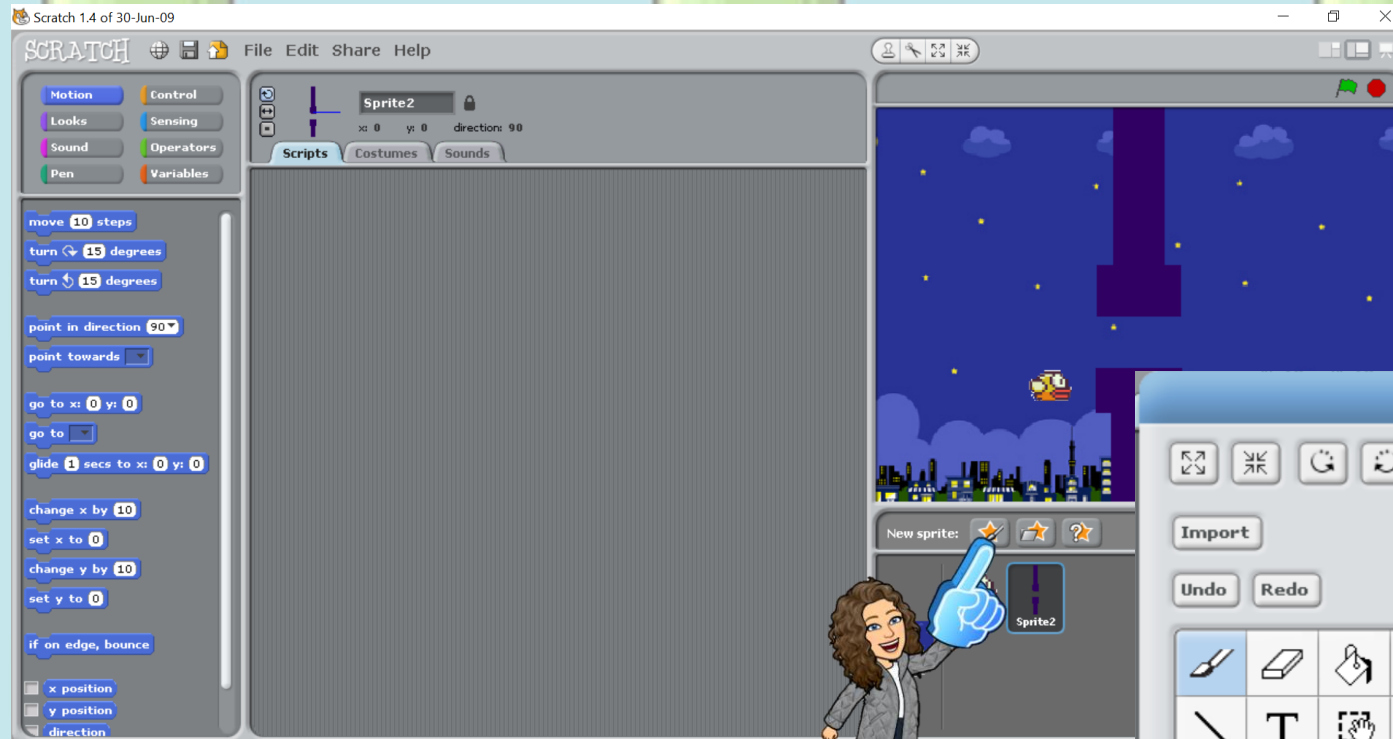 Scratch 1.4 of 30-Jun-09
SCRATCH File Edit Share Help
Motion Control
Looks Sensing
Sound Operators
Pen Variables
Sprite2
x: 0 y: 0 direction: 90
Scripts Costumes Sounds
move 10 steps
turn 15 degrees
turn 15 degrees
point in direction 90
point towards
go to x: 0 y: 0
go to
glide 1 secs to x: 0 y: 0
change x by 10
set x to 0
change y by 10
set y to 0
if on edge, bounce
x position
y position
direction
New sprite:
Sprite2
Import
Undo Redo
T